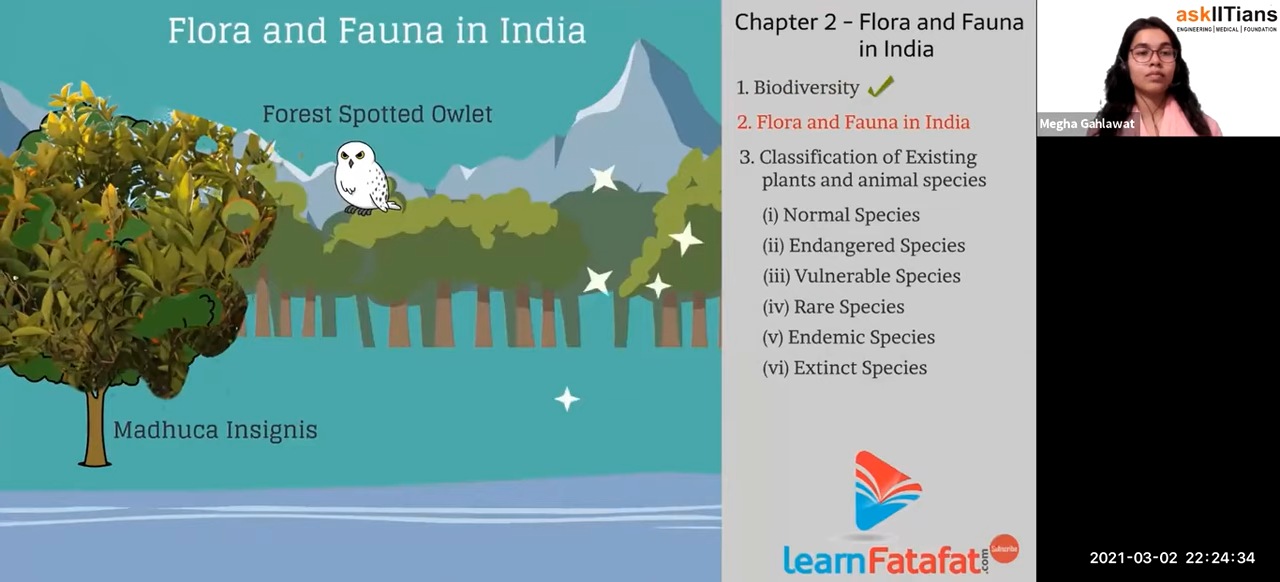 Flora and Fauna in India
Forest Spotted Owlet
Madhuca Insignis
Chapter 2 – Flora and Fauna
in India
1. Biodiversity
2. Flora and Fauna in India
3. Classification of Existing
plants and animal species
(i) Normal Species
(ii) Endangered Species
(iii) Vulnerable Species
(iv) Rare Species
(v) Endemic Species
(vi) Extinct Species
learnFatafat.com
Subscribe
askIITians
ENGINEERING | MEDICAL | FOUNDATION
Megha Gahlawat
2021-03-02 22:24:34